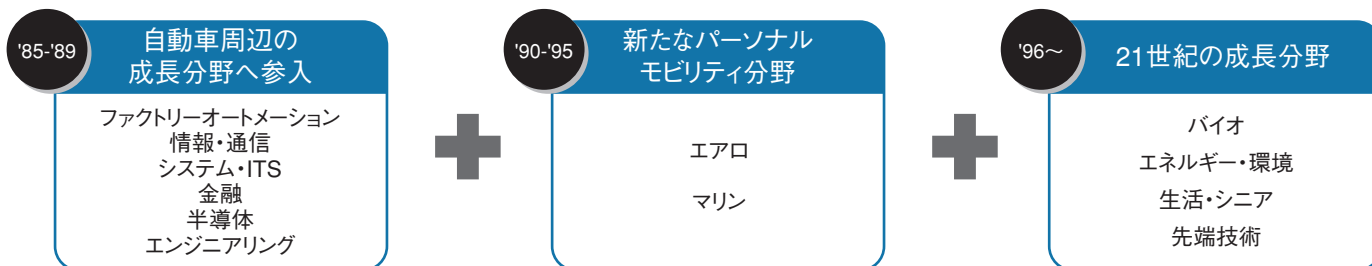 '85-'89
自動車周辺の
成長分野へ参入
ファクトリーオートメーション
情報・通信
システム・ITS
金融
半導体
エンジニアリング
'90-'95
新たなパーソナル
モビリティ分野
エアロ
マリン
'96～
21世紀の成長分野
バイオ
エネルギー・環境
生活・シニア
先端技術